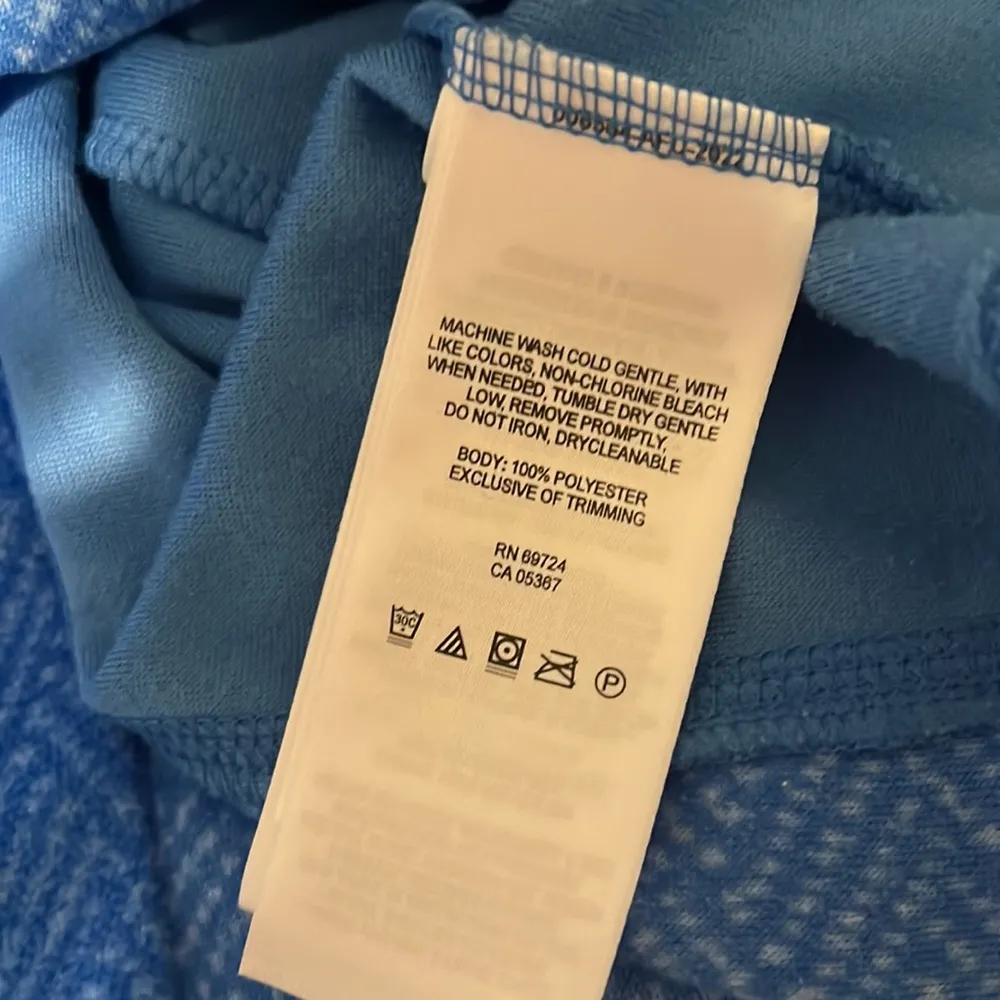 MACHINE WASH COLD GENTLE, WITH
LIKE COLORS, NON-CHLORINE BLEACH
WHEN NEEDED, TUMBLE DRY GENTLE
LOW, REMOVE PROMPTLY,
DO NOT IRON, DRYCLEANABLE
BODY: 100% POLYESTER
EXCLUSIVE OF TRIMMING
RN 69724
CA 05367
30C
P